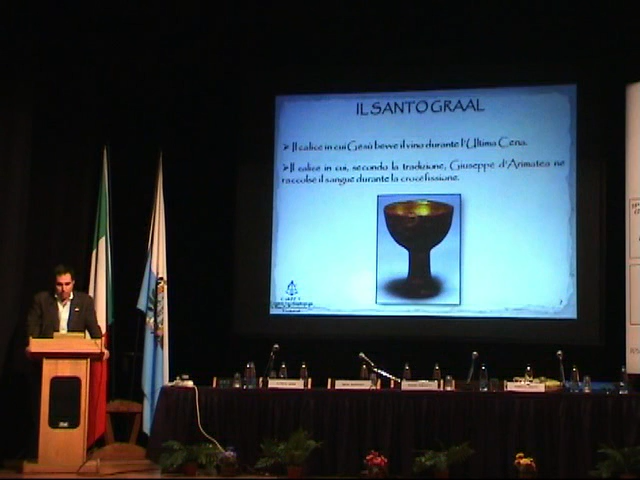 IL SANTO GRAAL
➢ Il calice in cui Gesù bevve il vino durante l'Ultima Cena.
➢ Il calice in cui, secondo la tradizione, Giuseppe d'Arimatea ne
raccolse il sangue durante la crocefissione.